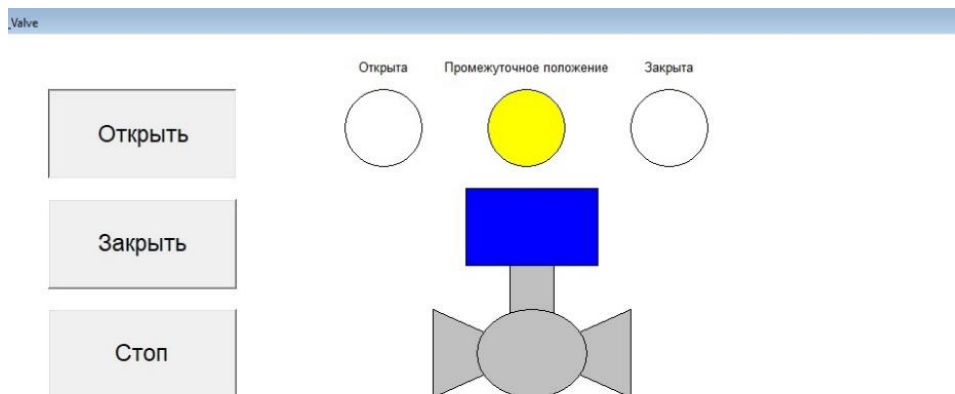 _Valve
Открыта Промежуточное положение Закрыта
Открыть
Закрыть
Стоп